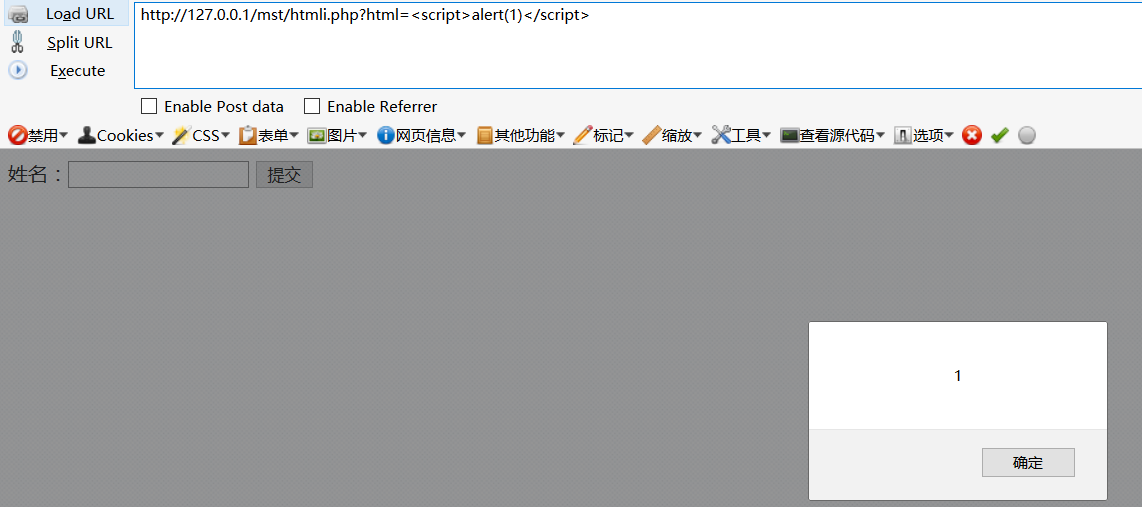 Load URL
http://127.0.0.1/mst/htmli.php?html=<script>alert(1)</script>
Split URL
Execute
Enable Post data Enable Referrer
禁用 Cookies CSS 表单 图片 网页信息 其他功能 标记 缩放 工具 查看源代码 选项
姓名： 提交
1
确定